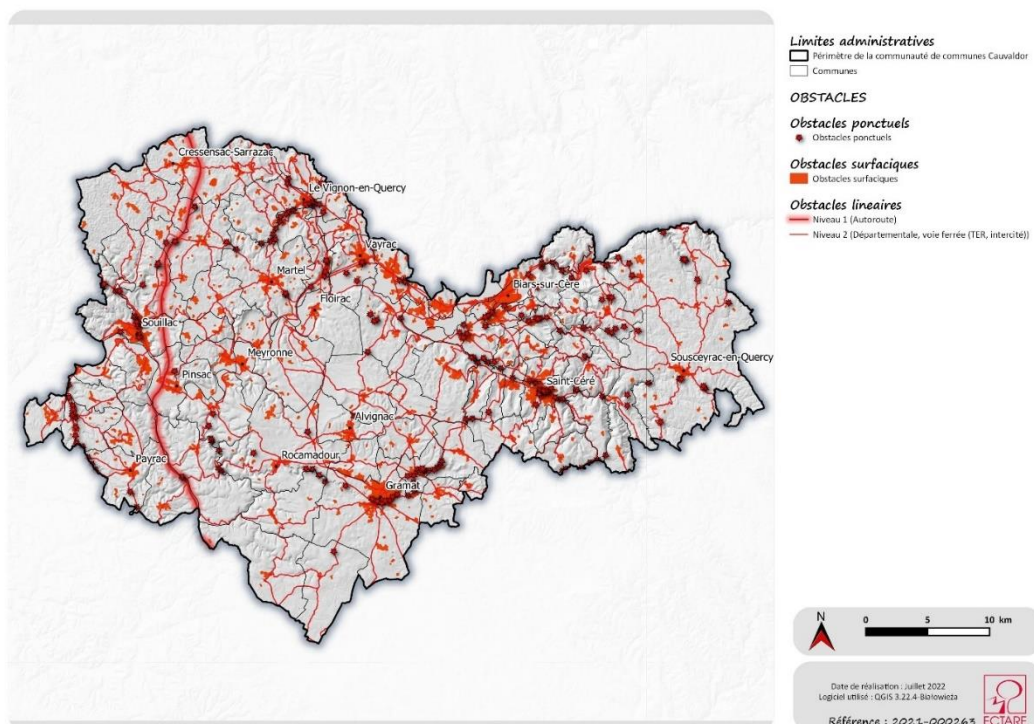 Limites administratives
Périmètre de la communauté de communes Cauvaldor
Communes
OBSTACLES
Obstacles ponctuels
Obstacles ponctuels
Obstacles surfaciques
Obstacles surfaciques
Obstacles lineaires
Niveau 1 (Autoroute)
Niveau 2 (Départementale, voie ferrée (TER, intercité))
Cressensac-Sarrazac
Le Vignon-en-Quercy
Vayrac
Martel
Biars-sur-Cère
Floirac
Souillac
Meyronne
Sousceyrac-en-Quercy
Pinsac
Saint-Céré
Alvignac
Payrac
Rocamadour
Gramat
N
0 5 10 km
Date de réalisation : Juillet 2022
Logiciel utilisé : QGIS 3.22.4-Białowieża
Référence : 2021-000263
ECTARE